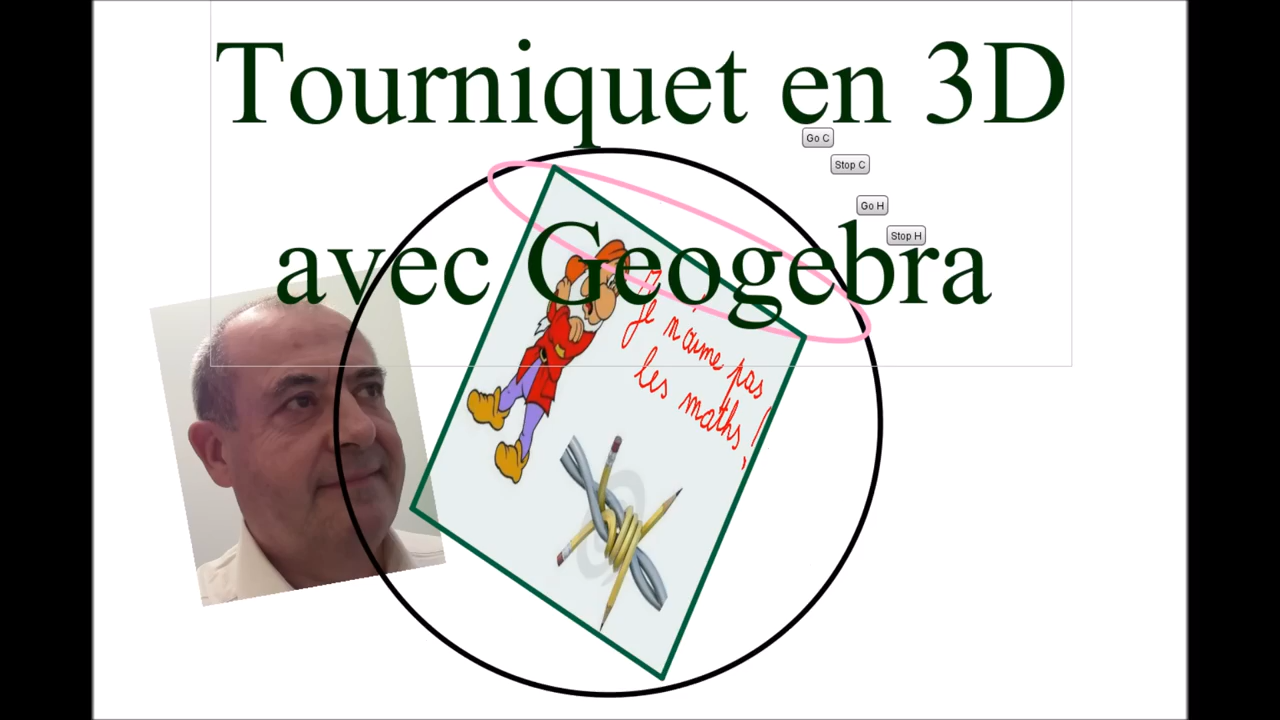 Tourniquet en 3D
Go C
Stop C
Go H
Stop H
avec Geogebra
Je n'aime pas
les maths !